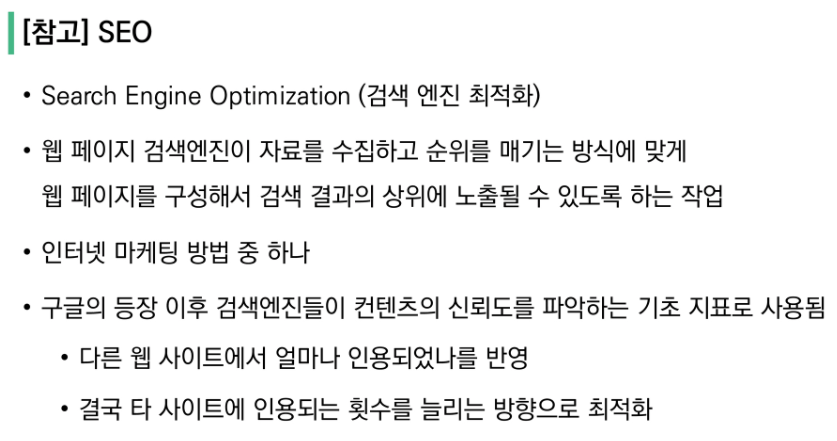 [참고] SEO
• Search Engine Optimization (검색 엔진 최적화)
• 웹 페이지 검색엔진이 자료를 수집하고 순위를 매기는 방식에 맞게
웹 페이지를 구성해서 검색 결과의 상위에 노출될 수 있도록 하는 작업
• 인터넷 마케팅 방법 중 하나
• 구글의 등장 이후 검색엔진들이 컨텐츠의 신뢰도를 파악하는 기초 지표로 사용됨
• 다른 웹 사이트에서 얼마나 인용되었나를 반영
• 결국 타 사이트에 인용되는 횟수를 늘리는 방향으로 최적화